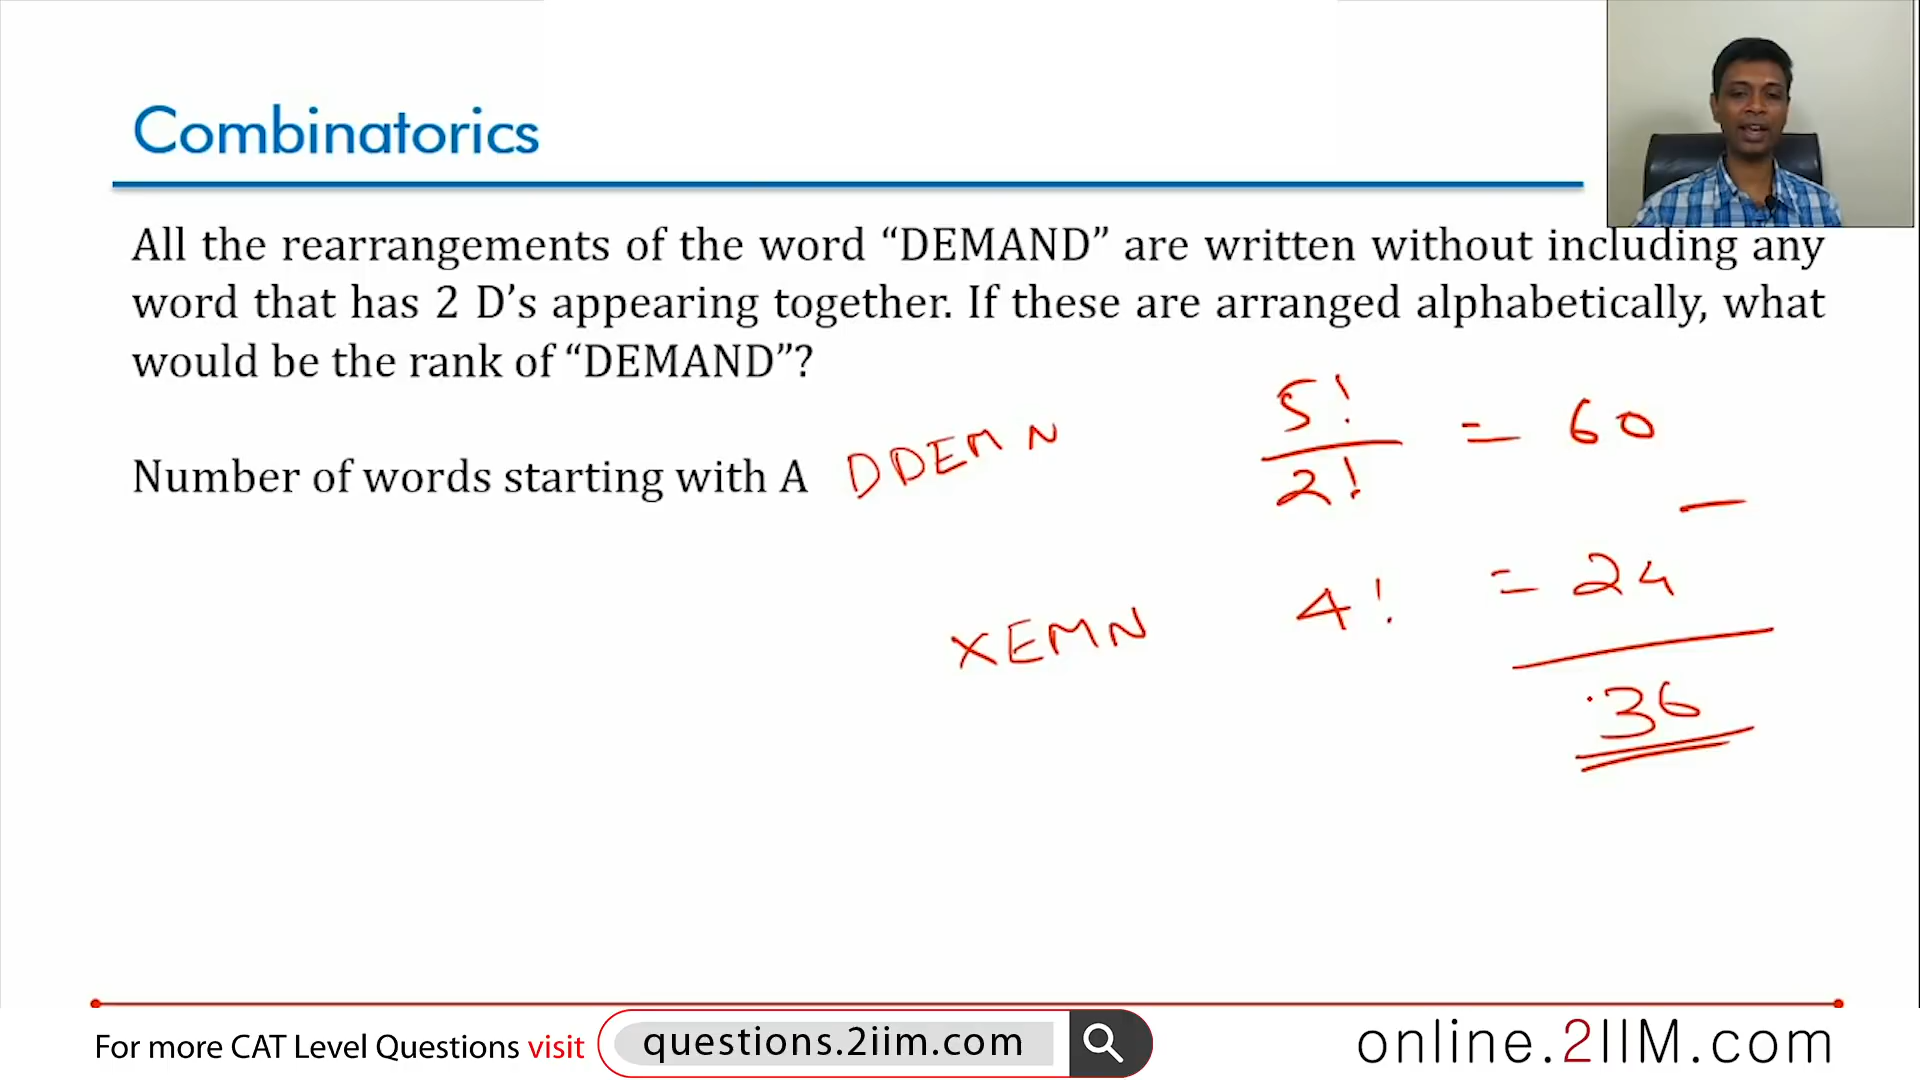 Combinatorics
All the rearrangements of the word “DEMAND” are written without including any
word that has 2 D’s appearing together. If these are arranged alphabetically, what
would be the rank of “DEMAND”?
5!
Number of words starting with A DDEMN = 60
2!
–
XEMN 4! = 24
36
For more CAT Level Questions visit questions.2iim.com online.2IIM.com